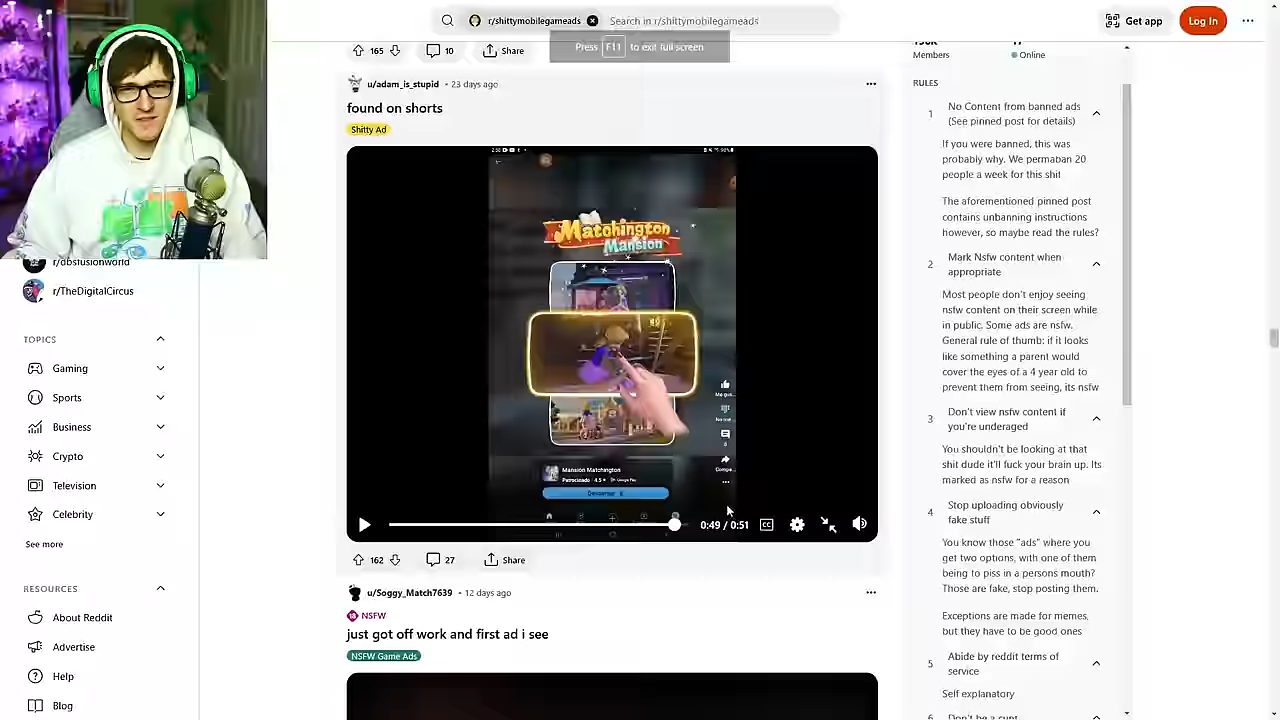 r/shittymobilegameads
Search in r/shittymobilegameads
Get app
Log In
Press F11 to exit full screen
165
10
Share
Members
Online
u/adam_is_stupid • 23 days ago
found on shorts
Shitty Ad
Matchington
Mansion
Mansion Matchington
Patrocinado 4.5
Google Play
0:49 / 0:51
CC
162
27
Share
u/Soggy_Match7639 • 12 days ago
NSFW
just got off work and first ad i see
NSFW Game Ads
r/dbsfusionworld
r/TheDigitalCircus
TOPICS
Gaming
Sports
Business
Crypto
Television
Celebrity
See more
RESOURCES
About Reddit
Advertise
Help
Blog
RULES
1
No Content from banned ads
(See pinned post for details)
If you were banned, this was
probably why. We permaban 20
people a week for this shit
The aforementioned pinned post
contains unbanning instructions
however, so maybe read the rules?
2
Mark Nsfw content when
appropriate
Most people don't enjoy seeing
nsfw content on their screen while
in public. Some ads are nsfw.
General rule of thumb: if it looks
like something a parent would
cover the eyes of a 4 year old to
prevent them from seeing, its nsfw
3
Don't view nsfw content if
you're underaged
You shouldn't be looking at that
shit dude it'll fuck your brain up. Its
marked as nsfw for a reason
4
Stop uploading obviously
fake stuff
You know those "ads" where you
get two options, with one of them
being to piss in a persons mouth?
Those are fake, stop posting them.
Exceptions are made for memes,
but they have to be good ones
5
Abide by reddit terms of
service
Self explanatory